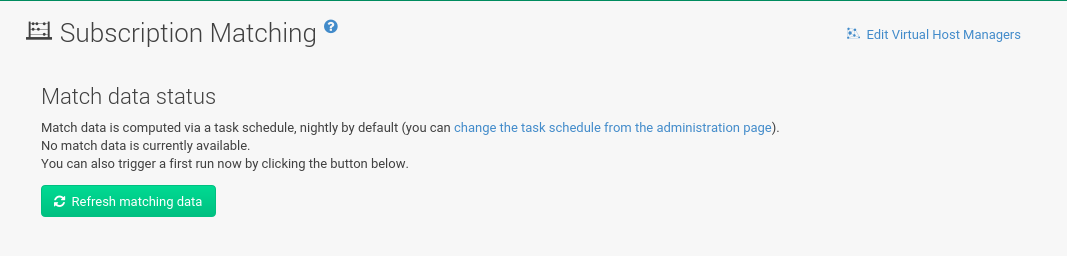 Subscription Matching ?
Edit Virtual Host Managers
Match data status
Match data is computed via a task schedule, nightly by default (you can change the task schedule from the administration page).
No match data is currently available.
You can also trigger a first run now by clicking the button below.
Refresh matching data